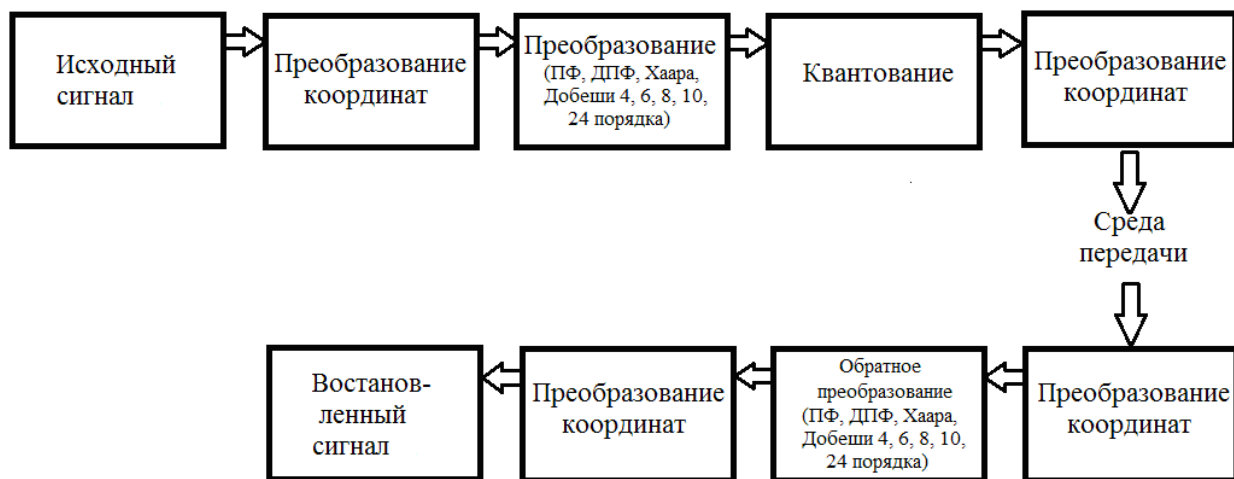 Исходный
сигнал
Преобразование
координат
Преобразование
(ПФ, ДПФ, Хаара,
Добеши 4, 6, 8, 10,
24 порядка)
Квантование
Преобразование
координат
Среда
передачи
Востанов-
ленный
сигнал
Преобразование
координат
Обратное
преобразование
(ПФ, ДПФ, Хаара,
Добеши 4, 6, 8, 10,
24 порядка)
Преобразование
координат